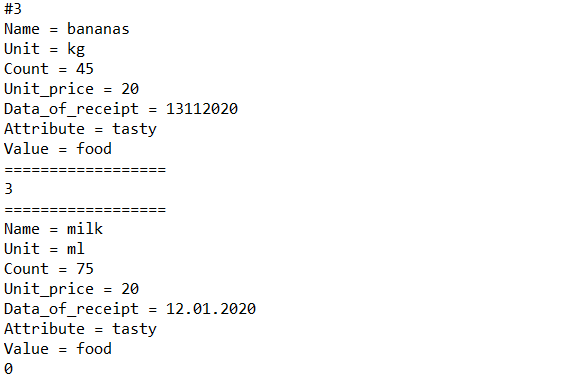 #3
Name = bananas
Unit = kg
Count = 45
Unit_price = 20
Data_of_receipt = 13112020
Attribute = tasty
Value = food
==================
3
==================
Name = milk
Unit = ml
Count = 75
Unit_price = 20
Data_of_receipt = 12.01.2020
Attribute = tasty
Value = food
0